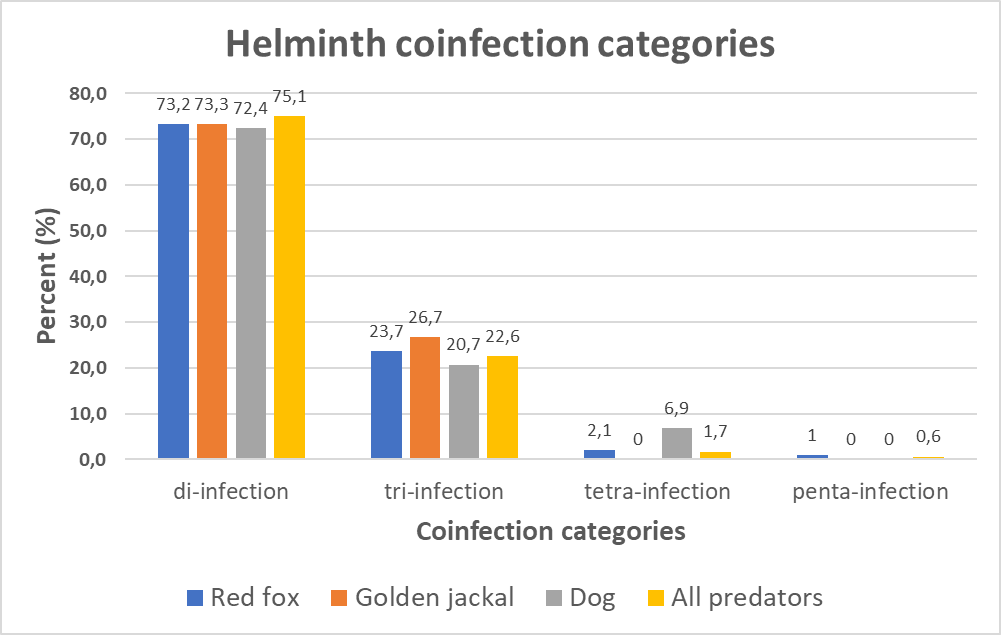 Helminth coinfection categories
80,0
70,0
60,0
50,0
40,0
30,0
20,0
10,0
0,0
Percent (%)
73,2 73,3 72,4 75,1
23,7 26,7 20,7 22,6
2,1 0 6,9 1,7
1 0 0 0,6
di-infection tri-infection tetra-infection penta-infection
Coinfection categories
Red fox Golden jackal Dog All predators